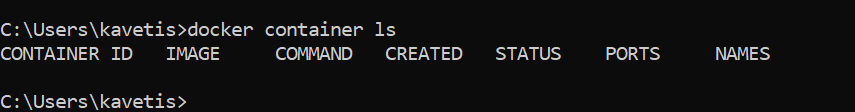 C:\Users\kavetis>docker container ls
CONTAINER ID   IMAGE     COMMAND   CREATED   STATUS    PORTS     NAMES
C:\Users\kavetis>